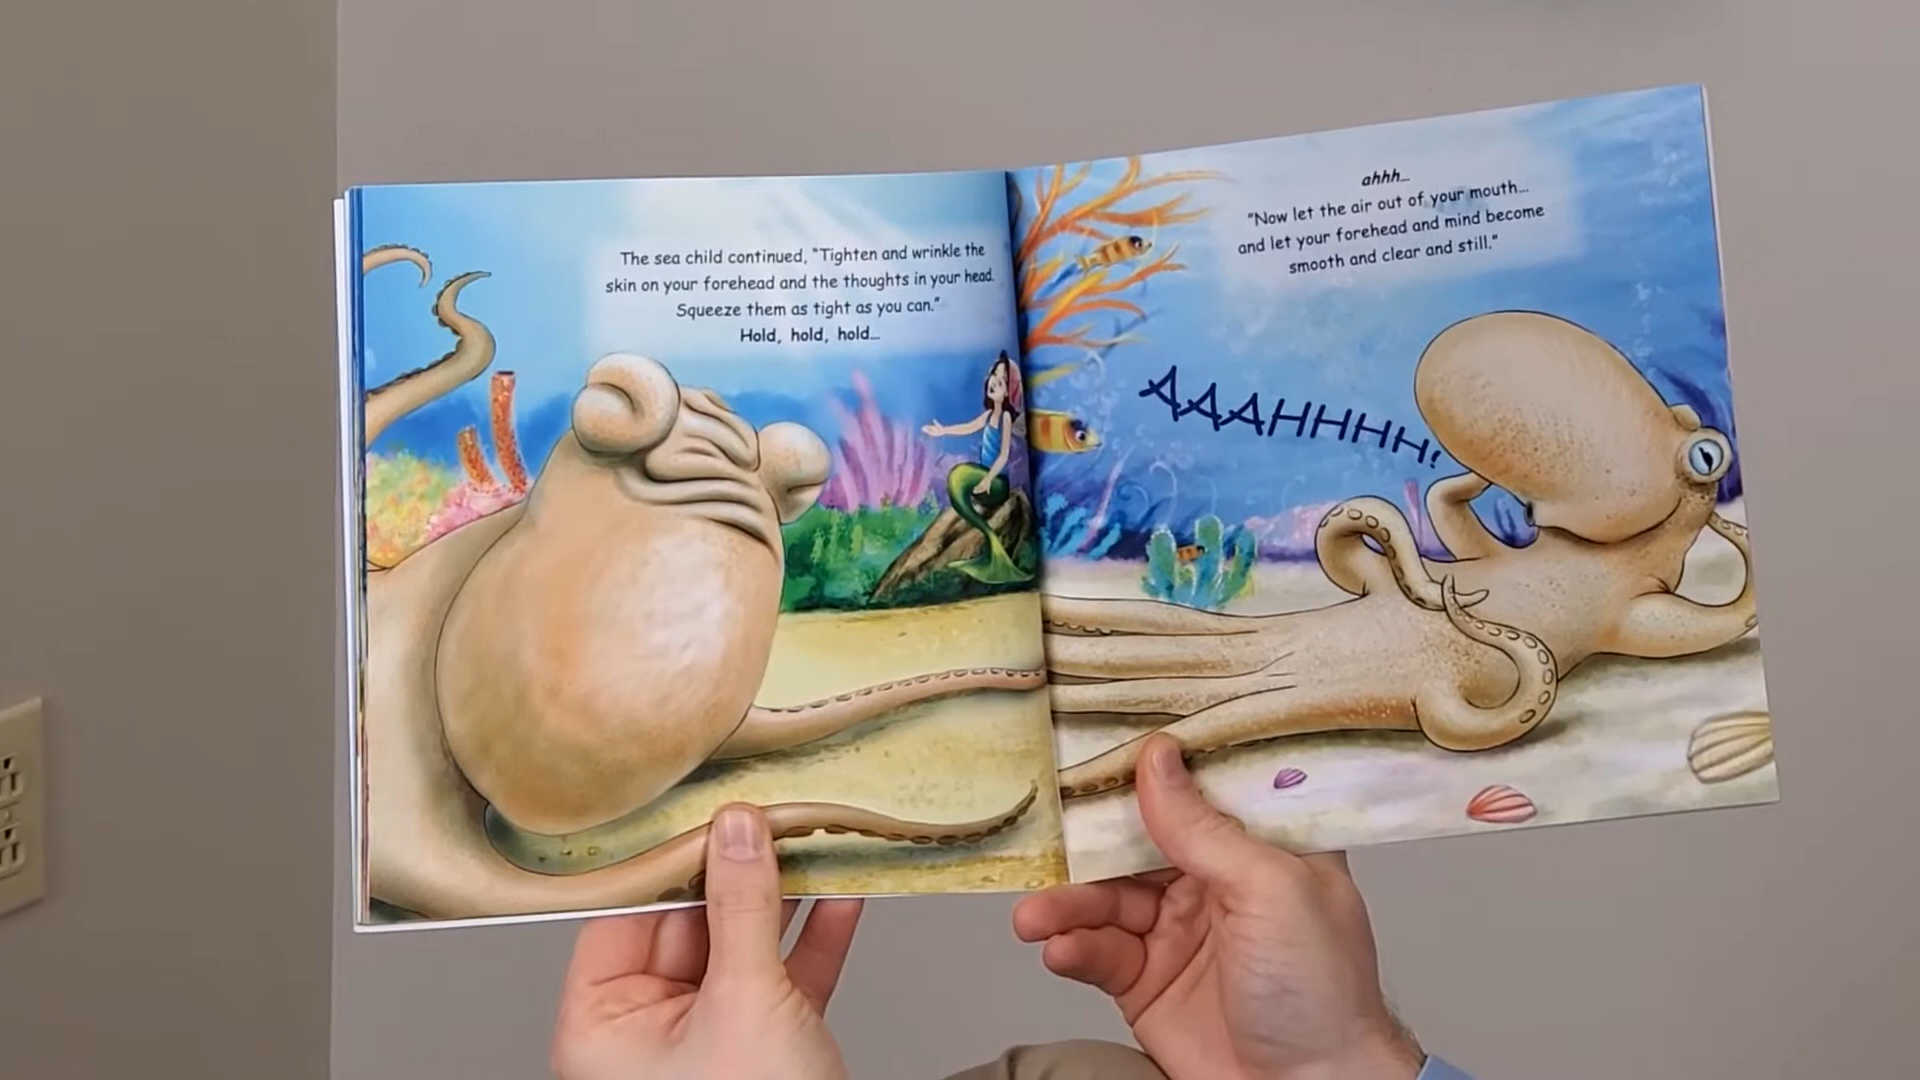 The sea child continued, "Tighten and wrinkle the
skin on your forehead and the thoughts in your head.
Squeeze them as tight as you can."
Hold, hold, hold...
ahhh...
"Now let the air out of your mouth...
and let your forehead and mind become
smooth and clear and still."
AAAHHHHH!